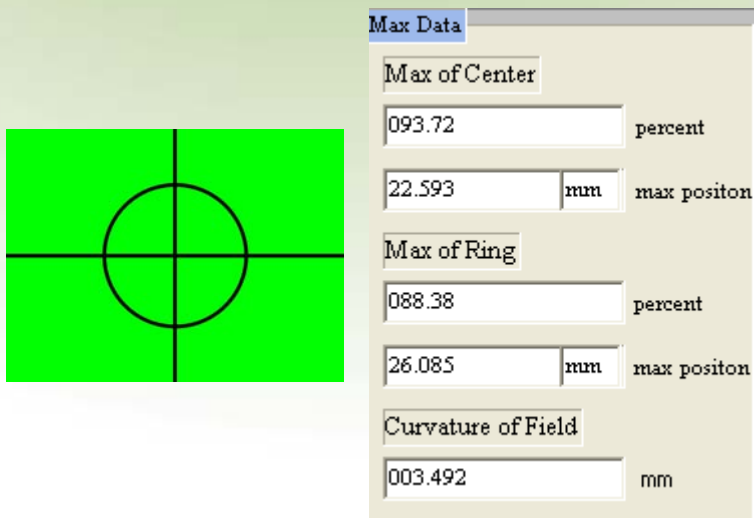 Max Data
Max of Center
093.72 percent
22.593 mm max positon
Max of Ring
088.38 percent
26.085 mm max positon
Curvature of Field
003.492 mm